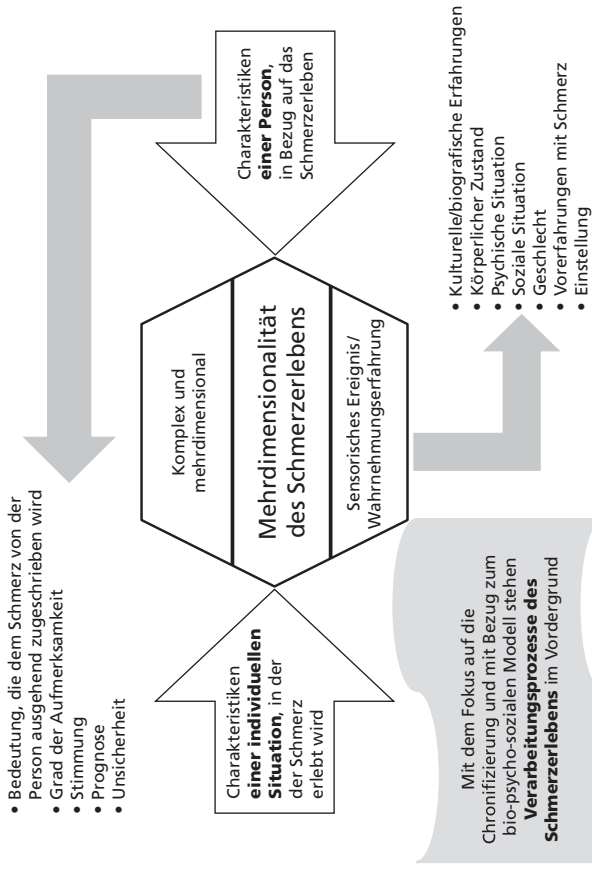 • Bedeutung, die dem Schmerz von der
Person ausgehend zugeschrieben wird
• Grad der Aufmerksamkeit
• Stimmung
• Prognose
• Unsicherheit
Charakteristiken
einer individuellen
Situation, in der
der Schmerz
erlebt wird
Komplex und
mehrdimensional
Mehrdimensionalität
des Schmerzerlebens
Sensorisches Ereignis/
Wahrnehmungserfahrung
Charakteristiken
einer Person,
in Bezug auf das
Schmerzerleben
Mit dem Fokus auf die
Chronifizierung und mit Bezug zum
bio-psycho-sozialen Modell stehen
Verarbeitungsprozesse des
Schmerzerlebens im Vordergrund
• Kulturelle/biografische Erfahrungen
• Körperlicher Zustand
• Psychische Situation
• Soziale Situation
• Geschlecht
• Vorerfahrungen mit Schmerz
• Einstellung